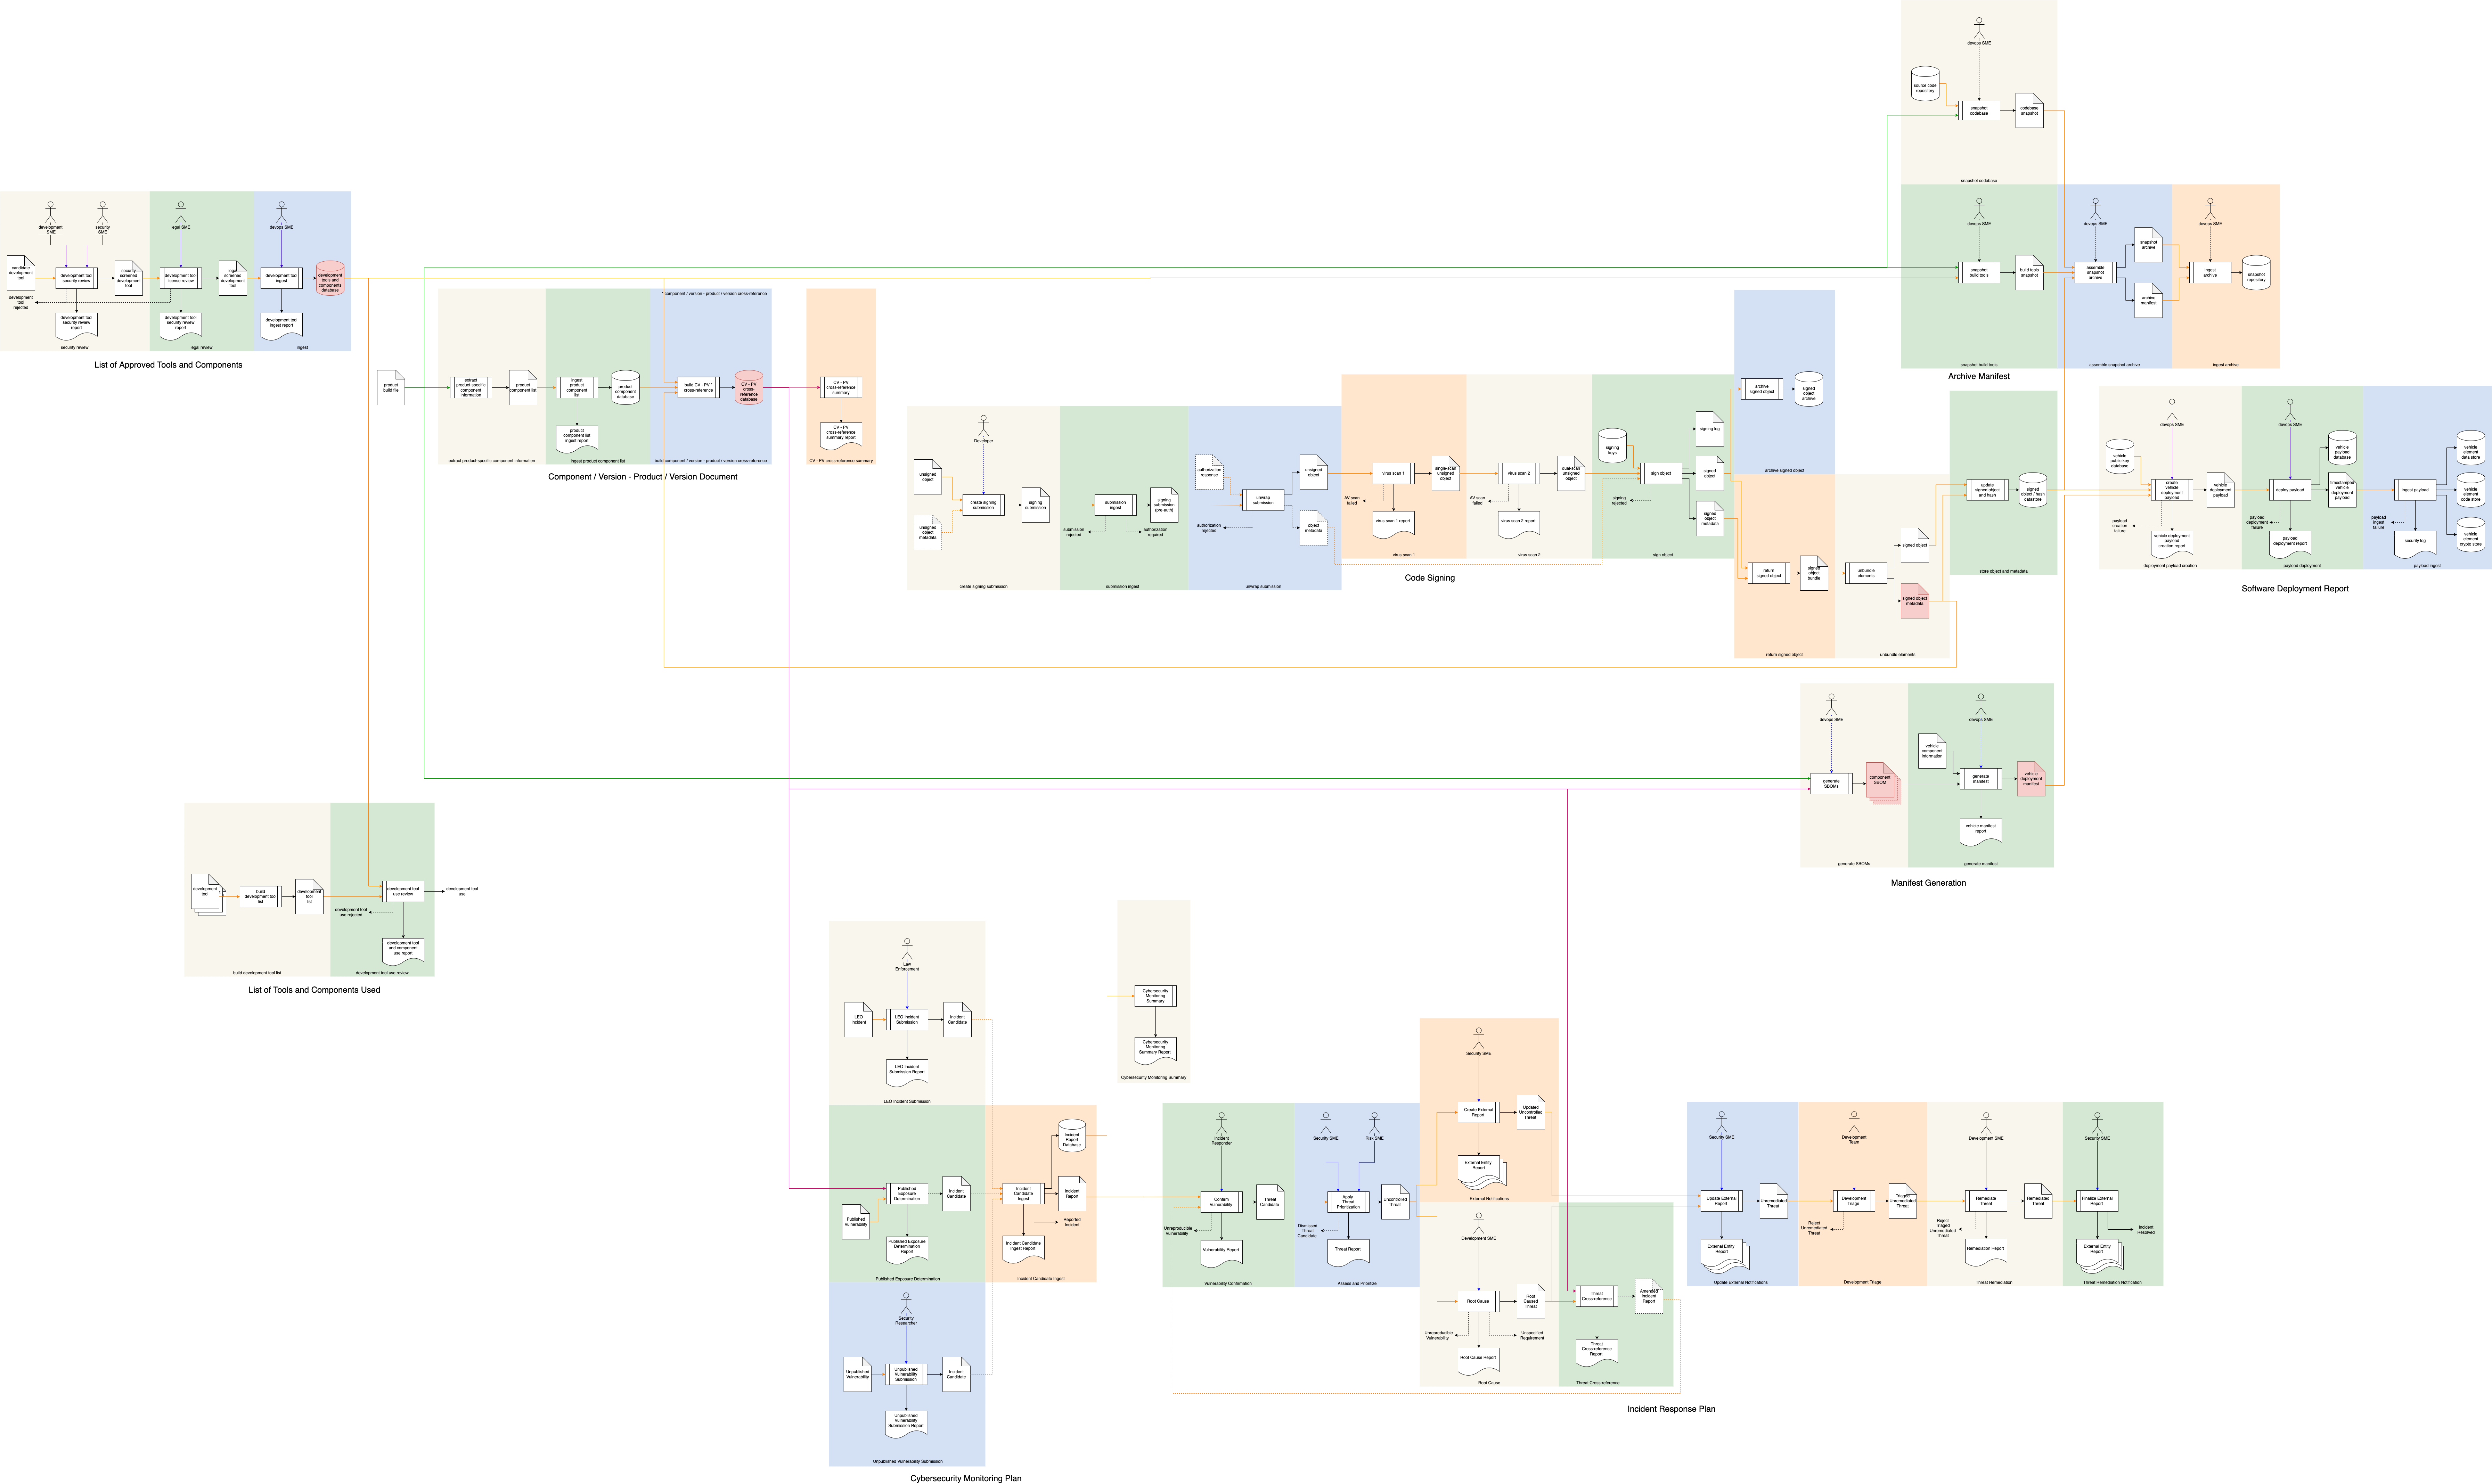 devops SME
source code
repository
snapshot
codebase
codebase
snapshot
snapshot codebase
development
SME
security
SME
legal SME
devops SME
candidate
development
tool
development tool
security review
security
screened
development
tool
development tool
license review
legal
screened
development
tool
development tool
ingest
development
tools and
components
database
development
tool
rejected
development tool
security review
report
development tool
security review
report
development tool
ingest report
security review
legal review
ingest
List of Approved Tools and Components
devops SME
devops SME
devops SME
snapshot
build tools
build tools
snapshot
assemble
snapshot
archive
snapshot
archive
archive
manifest
ingest
archive
snapshot
repository
snapshot build tools
assemble snapshot archive
ingest archive
Archive Manifest
* component / version - product / version cross-reference
product
build file
extract
product-specific
component
information
product
component list
ingest
product
component
list
product
component
database
build CV - PV *
cross-reference
CV - PV
cross-
reference
database
CV - PV
cross-reference
summary
product
component list
ingest report
CV - PV
cross-reference
summary report
extract product-specific component information
ingest product component list
build component / version - product / version cross-reference
CV - PV cross-reference summary
Component / Version - Product / Version Document
Developer
unsigned
object
unsigned
object
metadata
create signing
submission
signing
submission
submission
ingest
signing
submission
(pre-auth)
submission
rejected
authorization
required
authorization
response
unwrap
submission
unsigned
object
object
metadata
authorization
rejected
virus scan 1
single-scan
unsigned
object
AV scan
failed
virus scan 1 report
virus scan 2
dual-scan
unsigned
object
AV scan
failed
virus scan 2 report
signing
keys
sign object
signing log
signed
object
signed
object
metadata
signing
rejected
archive
signed object
signed
object
archive
archive signed object
create signing submission
submission ingest
unwrap submission
virus scan 1
virus scan 2
sign object
Code Signing
return
signed object
signed
object
bundle
unbundle
elements
signed object
signed object
metadata
return signed object
unbundle elements
update
signed object
and hash
signed
object / hash
datastore
store object and metadata
devops SME
devops SME
vehicle
public key
database
create
vehicle
deployment
payload
vehicle
deployment
payload
payload
creation
failure
vehicle deployment
payload
creation report
deploy payload
vehicle
payload
database
timestamped
vehicle
deployment
payload
payload
deployment
failure
payload
deployment report
ingest payload
vehicle
element
data store
vehicle
element
code store
vehicle
element
crypto store
payload
ingest
failure
security log
deployment payload creation
payload deployment
payload ingest
Software Deployment Report
devops SME
devops SME
vehicle
component
information
generate
SBOMs
component
SBOM
generate
manifest
vehicle
deployment
manifest
vehicle manifest
report
generate SBOMs
generate manifest
Manifest Generation
development
tool
build
development tool
list
development
tool
list
development tool
use review
development tool
use
development tool
use rejected
development tool
and component
use report
build development tool list
development tool use review
List of Tools and Components Used
Law
Enforcement
LEO
Incident
LEO Incident
Submission
Incident
Candidate
LEO Incident
Submission Report
LEO Incident Submission
Cybersecurity
Monitoring
Summary
Cybersecurity
Monitoring
Summary Report
Cybersecurity Monitoring Summary
Published
Vulnerability
Published
Exposure
Determination
Incident
Candidate
Published Exposure
Determination
Report
Published Exposure Determination
Incident
Report
Database
Incident
Candidate
Ingest
Incident
Report
Reported
Incident
Incident Candidate
Ingest Report
Incident Candidate Ingest
Security
Researcher
Unpublished
Vulnerability
Unpublished
Vulnerability
Submission
Incident
Candidate
Unpublished
Vulnerability
Submission Report
Unpublished Vulnerability Submission
Cybersecurity Monitoring Plan
Incident
Responder
Confirm
Vulnerability
Threat
Candidate
Unreproducible
Vulnerability
Vulnerability Report
Vulnerability Confirmation
Security SME
Risk SME
Apply
Threat
Prioritization
Uncontrolled
Threat
Dismissed
Threat
Candidate
Threat Report
Assess and Prioritize
Security SME
Create External
Report
Updated
Uncontrolled
Threat
External Entity
Report
External Notifications
Development SME
Root Cause
Root
Caused
Threat
Unreproducible
Vulnerability
Unspecified
Requirement
Root Cause Report
Root Cause
Threat
Cross-reference
Amended
Incident
Report
Threat
Cross-reference
Report
Threat Cross-reference
Security SME
Update External
Report
Unremediated
Threat
External Entity
Report
Update External Notifications
Development
Team
Development
Triage
Triaged
Unremediated
Threat
Reject
Unremediated
Threat
Development Triage
Development SME
Remediate
Threat
Remediated
Threat
Reject
Triaged
Unremediated
Threat
Remediation Report
Threat Remediation
Security SME
Finalize External
Report
Incident
Resolved
External Entity
Report
Threat Remediation Notification
Incident Response Plan